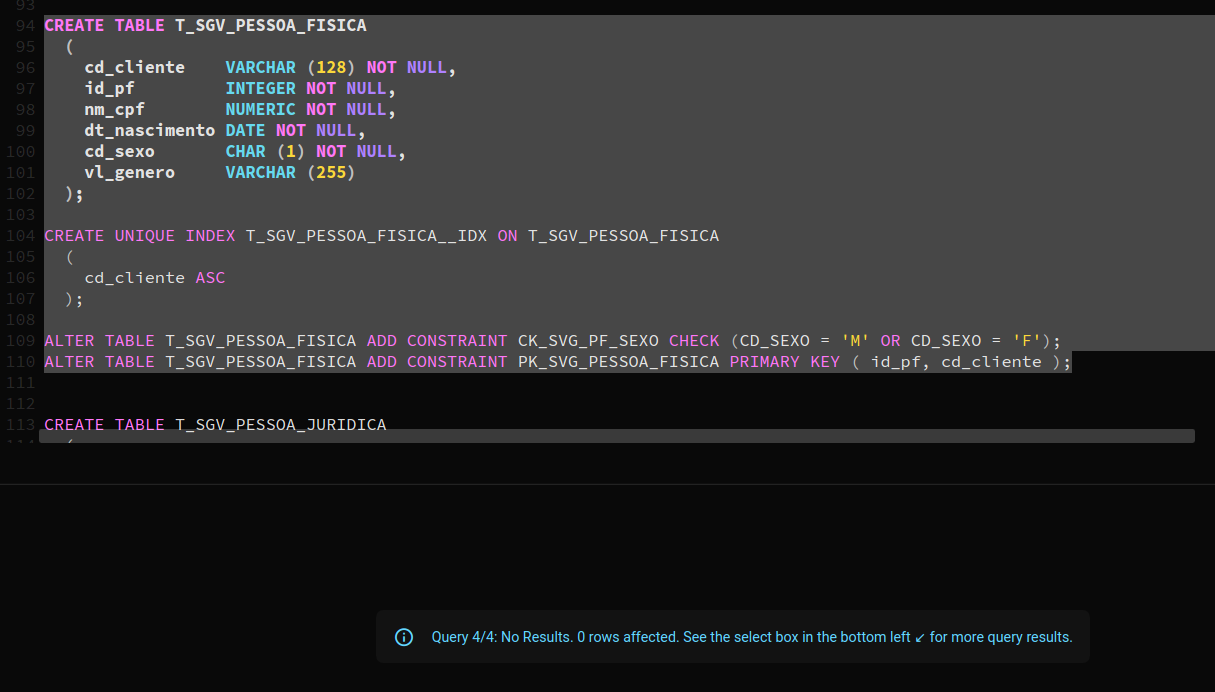 93
94 CREATE TABLE T_SGV_PESSOA_FISICA
95 (
96 cd_cliente VARCHAR (128) NOT NULL,
97 id_pf INTEGER NOT NULL,
98 nm_cpf NUMERIC NOT NULL,
99 dt_nascimento DATE NOT NULL,
100 cd_sexo CHAR (1) NOT NULL,
101 vl_genero VARCHAR (255)
102 );
103
104 CREATE UNIQUE INDEX T_SGV_PESSOA_FISICA__IDX ON T_SGV_PESSOA_FISICA
105 (
106 cd_cliente ASC
107 );
108
109 ALTER TABLE T_SGV_PESSOA_FISICA ADD CONSTRAINT CK_SVG_PF_SEXO CHECK (CD_SEXO = 'M' OR CD_SEXO = 'F');
110 ALTER TABLE T_SGV_PESSOA_FISICA ADD CONSTRAINT PK_SGV_PESSOA_FISICA PRIMARY KEY ( id_pf, cd_cliente );
111
112
113 CREATE TABLE T_SGV_PESSOA_JURIDICA
Query 4/4: No Results. 0 rows affected. See the select box in the bottom left ↙ for more query results.